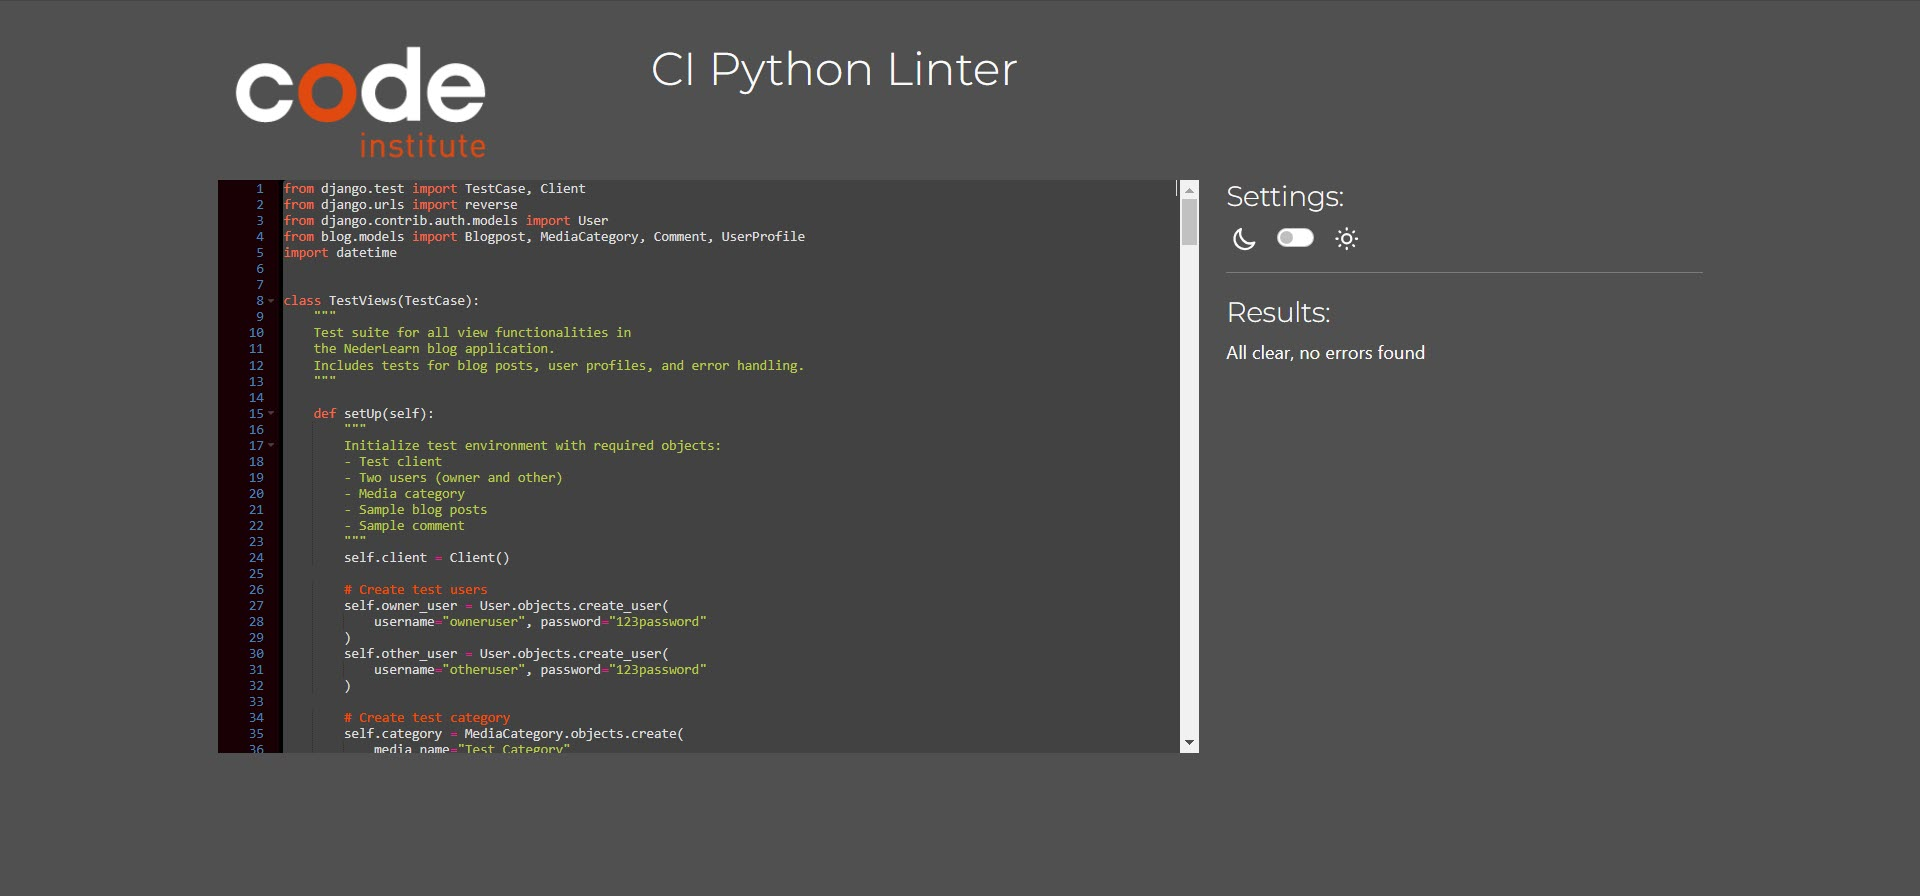 code
institute
CI Python Linter
1 from django.test import TestCase, Client
2 from django.urls import reverse
3 from django.contrib.auth.models import User
4 from blog.models import Blogpost, MediaCategory, Comment, UserProfile
5 import datetime
6
7
8 class TestViews(TestCase):
9     """
10     Test suite for all view functionalities in
11     the NederLearn blog application.
12     Includes tests for blog posts, user profiles, and error handling.
13     """
14
15     def setUp(self):
16         """
17         Initialize test environment with required objects:
18         - Test client
19         - Two users (owner and other)
20         - Media category
21         - Sample blog posts
22         - Sample comment
23         """
24         self.client = Client()
25
26         # Create test users
27         self.owner_user = User.objects.create_user(
28             username="owneruser", password="123password"
29         )
30         self.other_user = User.objects.create_user(
31             username="otheruser", password="123password"
32         )
33
34         # Create test category
35         self.category = MediaCategory.objects.create(
36             media_name="Test Category"
Settings:
Results:
All clear, no errors found